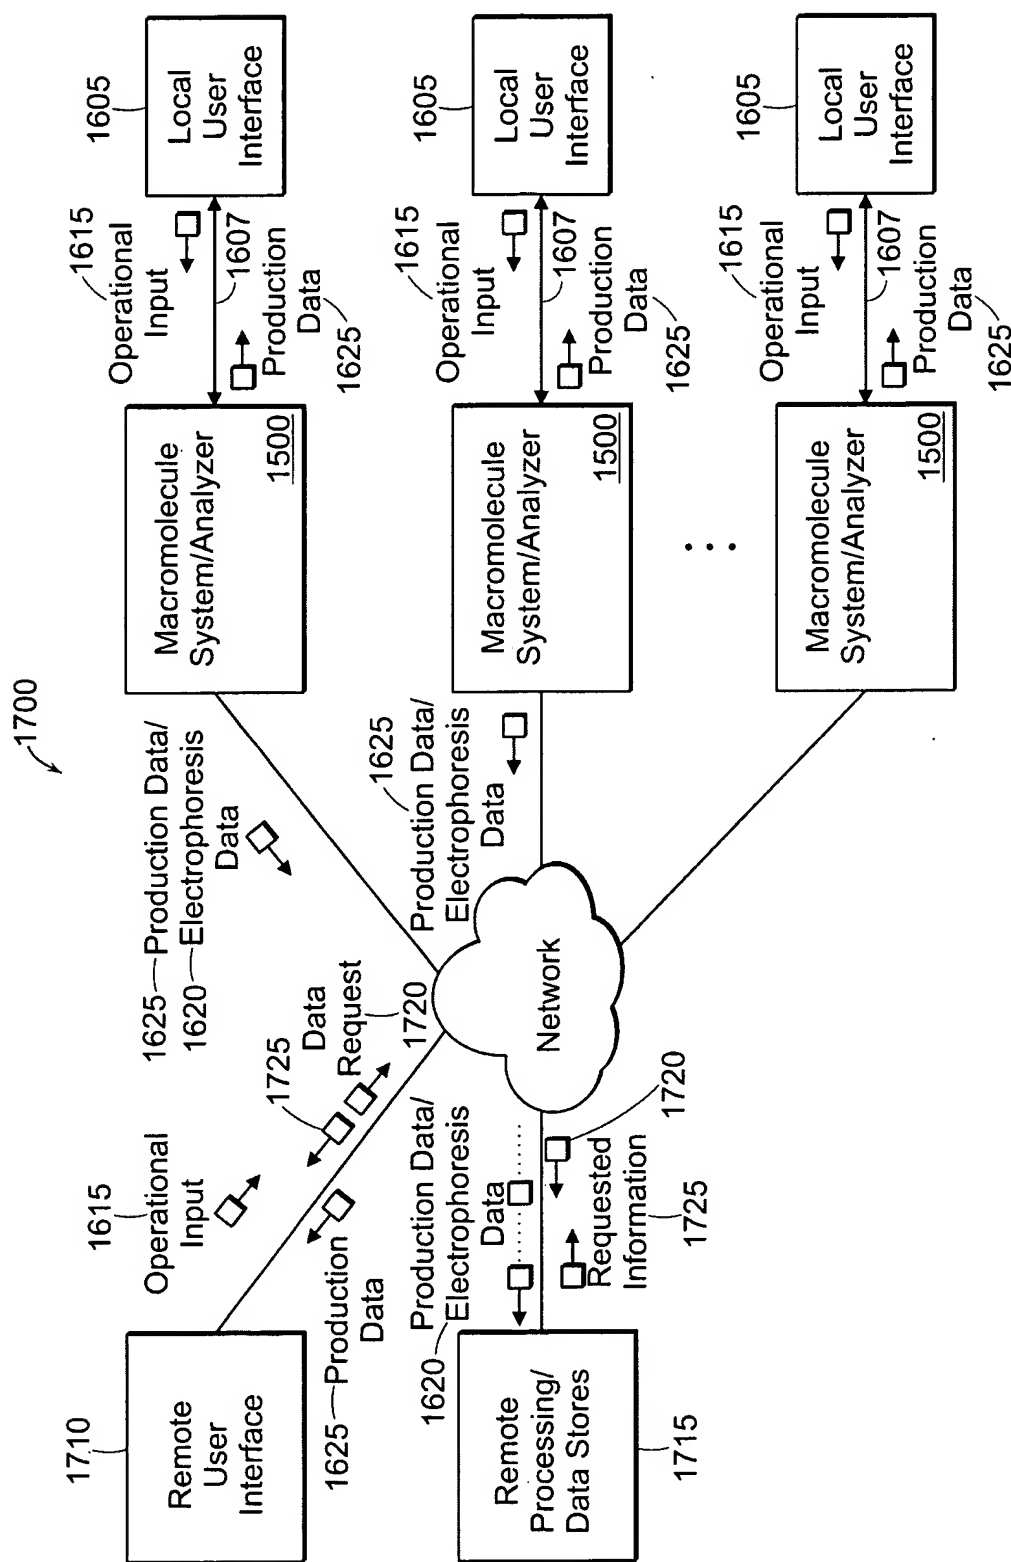 1700
Remote
User
Interface
1710
Operational
Input
1615
1725
Data
Request
1720
1625
Production
Data
1625
Production Data/
1620
Electrophoresis
Data
Macromolecule
System/Analyzer
1500
Operational
Input
1615
1607
Production
Data
1625
Local
User
Interface
1605
Remote
Processing/
Data Stores
1715
Production Data/
Electrophoresis
Data
1620
1720
Requested
Information
1725
Network
1625
Production Data/
Electrophoresis
Data
Macromolecule
System/Analyzer
1500
Operational
Input
1615
1607
Production
Data
1625
Local
User
Interface
1605
Macromolecule
System/Analyzer
1500
Operational
Input
1615
1607
Production
Data
1625
Local
User
Interface
1605